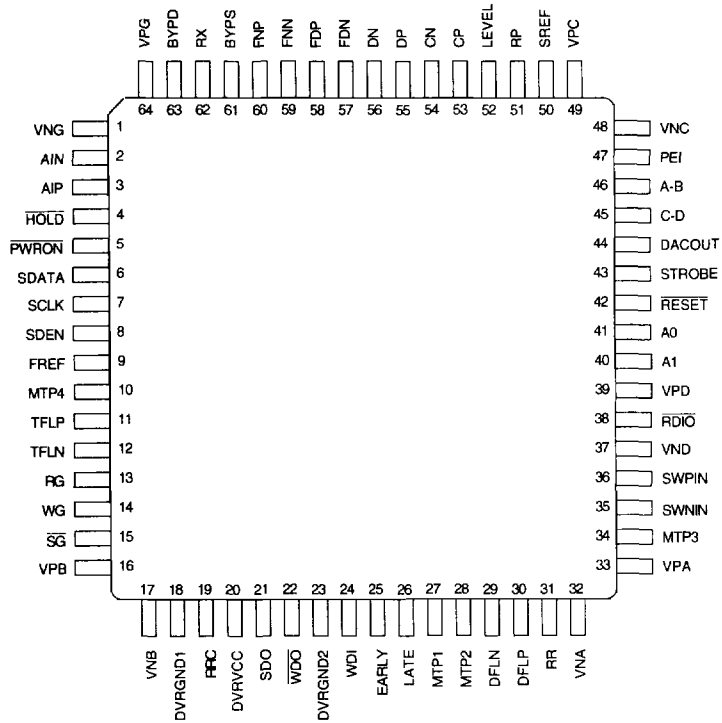 VPG BYPD RX BYPS FNP FNN FDP FDN DN DP CN CP LEVEL RP SREF VPC
64 63 62 61 60 59 58 57 56 55 54 53 52 51 50 49
VNG 1 48 VNC
AIN 2 47 PEI
AIP 3 46 A-B
HOLD 4 45 C-D
PWRON 5 44 DACOUT
SDATA 6 43 STROBE
SCLK 7 42 RESET
SDEN 8 41 A0
FREF 9 40 A1
MTP4 10 39 VPD
TFLP 11 38 RDIO
TFLN 12 37 VND
RG 13 36 SWPIN
WG 14 35 SWNIN
SG 15 34 MTP3
VPB 16 33 VPA
17 18 19 20 21 22 23 24 25 26 27 28 29 30 31 32
VNB DVRGND1 RRC DVRVCC SDO WDO DVRGND2 WDI EARLY LATE MTP1 MTP2 DFLN DFLP RR VNA